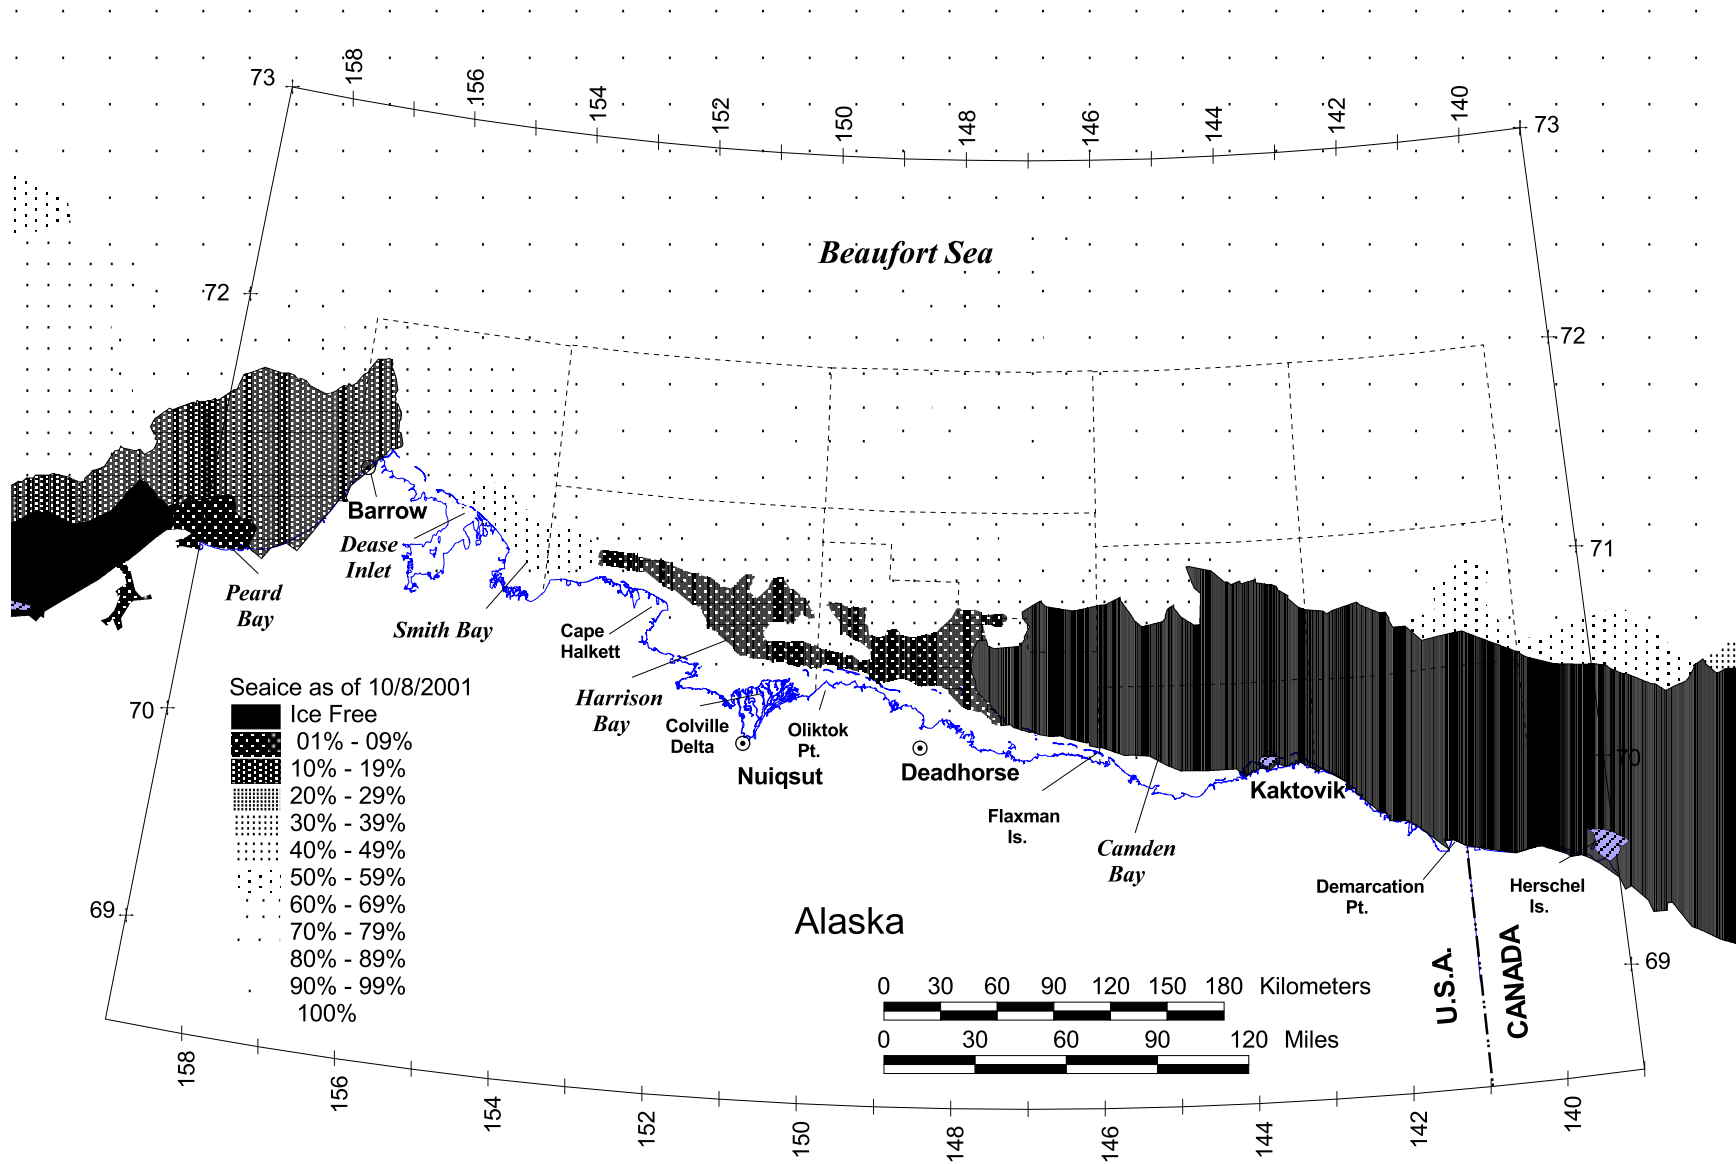 158
156
154
152
150
148
146
144
142
140
73
73
Beaufort Sea
72
72
Barrow
Dease
Inlet
71
Peard
Bay
Smith Bay
Cape
Halkett
Harrison
Bay
Colville
Delta
Oliktok
Pt.
Nuiqsut
Deadhorse
Kaktovik
Flaxman
Is.
Camden
Bay
Demarcation
Pt.
Herschel
Is.
70
70
Seaice as of 10/8/2001
Ice Free
01% - 09%
10% - 19%
20% - 29%
30% - 39%
40% - 49%
50% - 59%
60% - 69%
70% - 79%
80% - 89%
90% - 99%
100%
69
Alaska
U.S.A.
CANADA
69
0 30 60 90 120 150 180 Kilometers
0 30 60 90 120 Miles
158
156
154
152
150
148
146
144
142
140